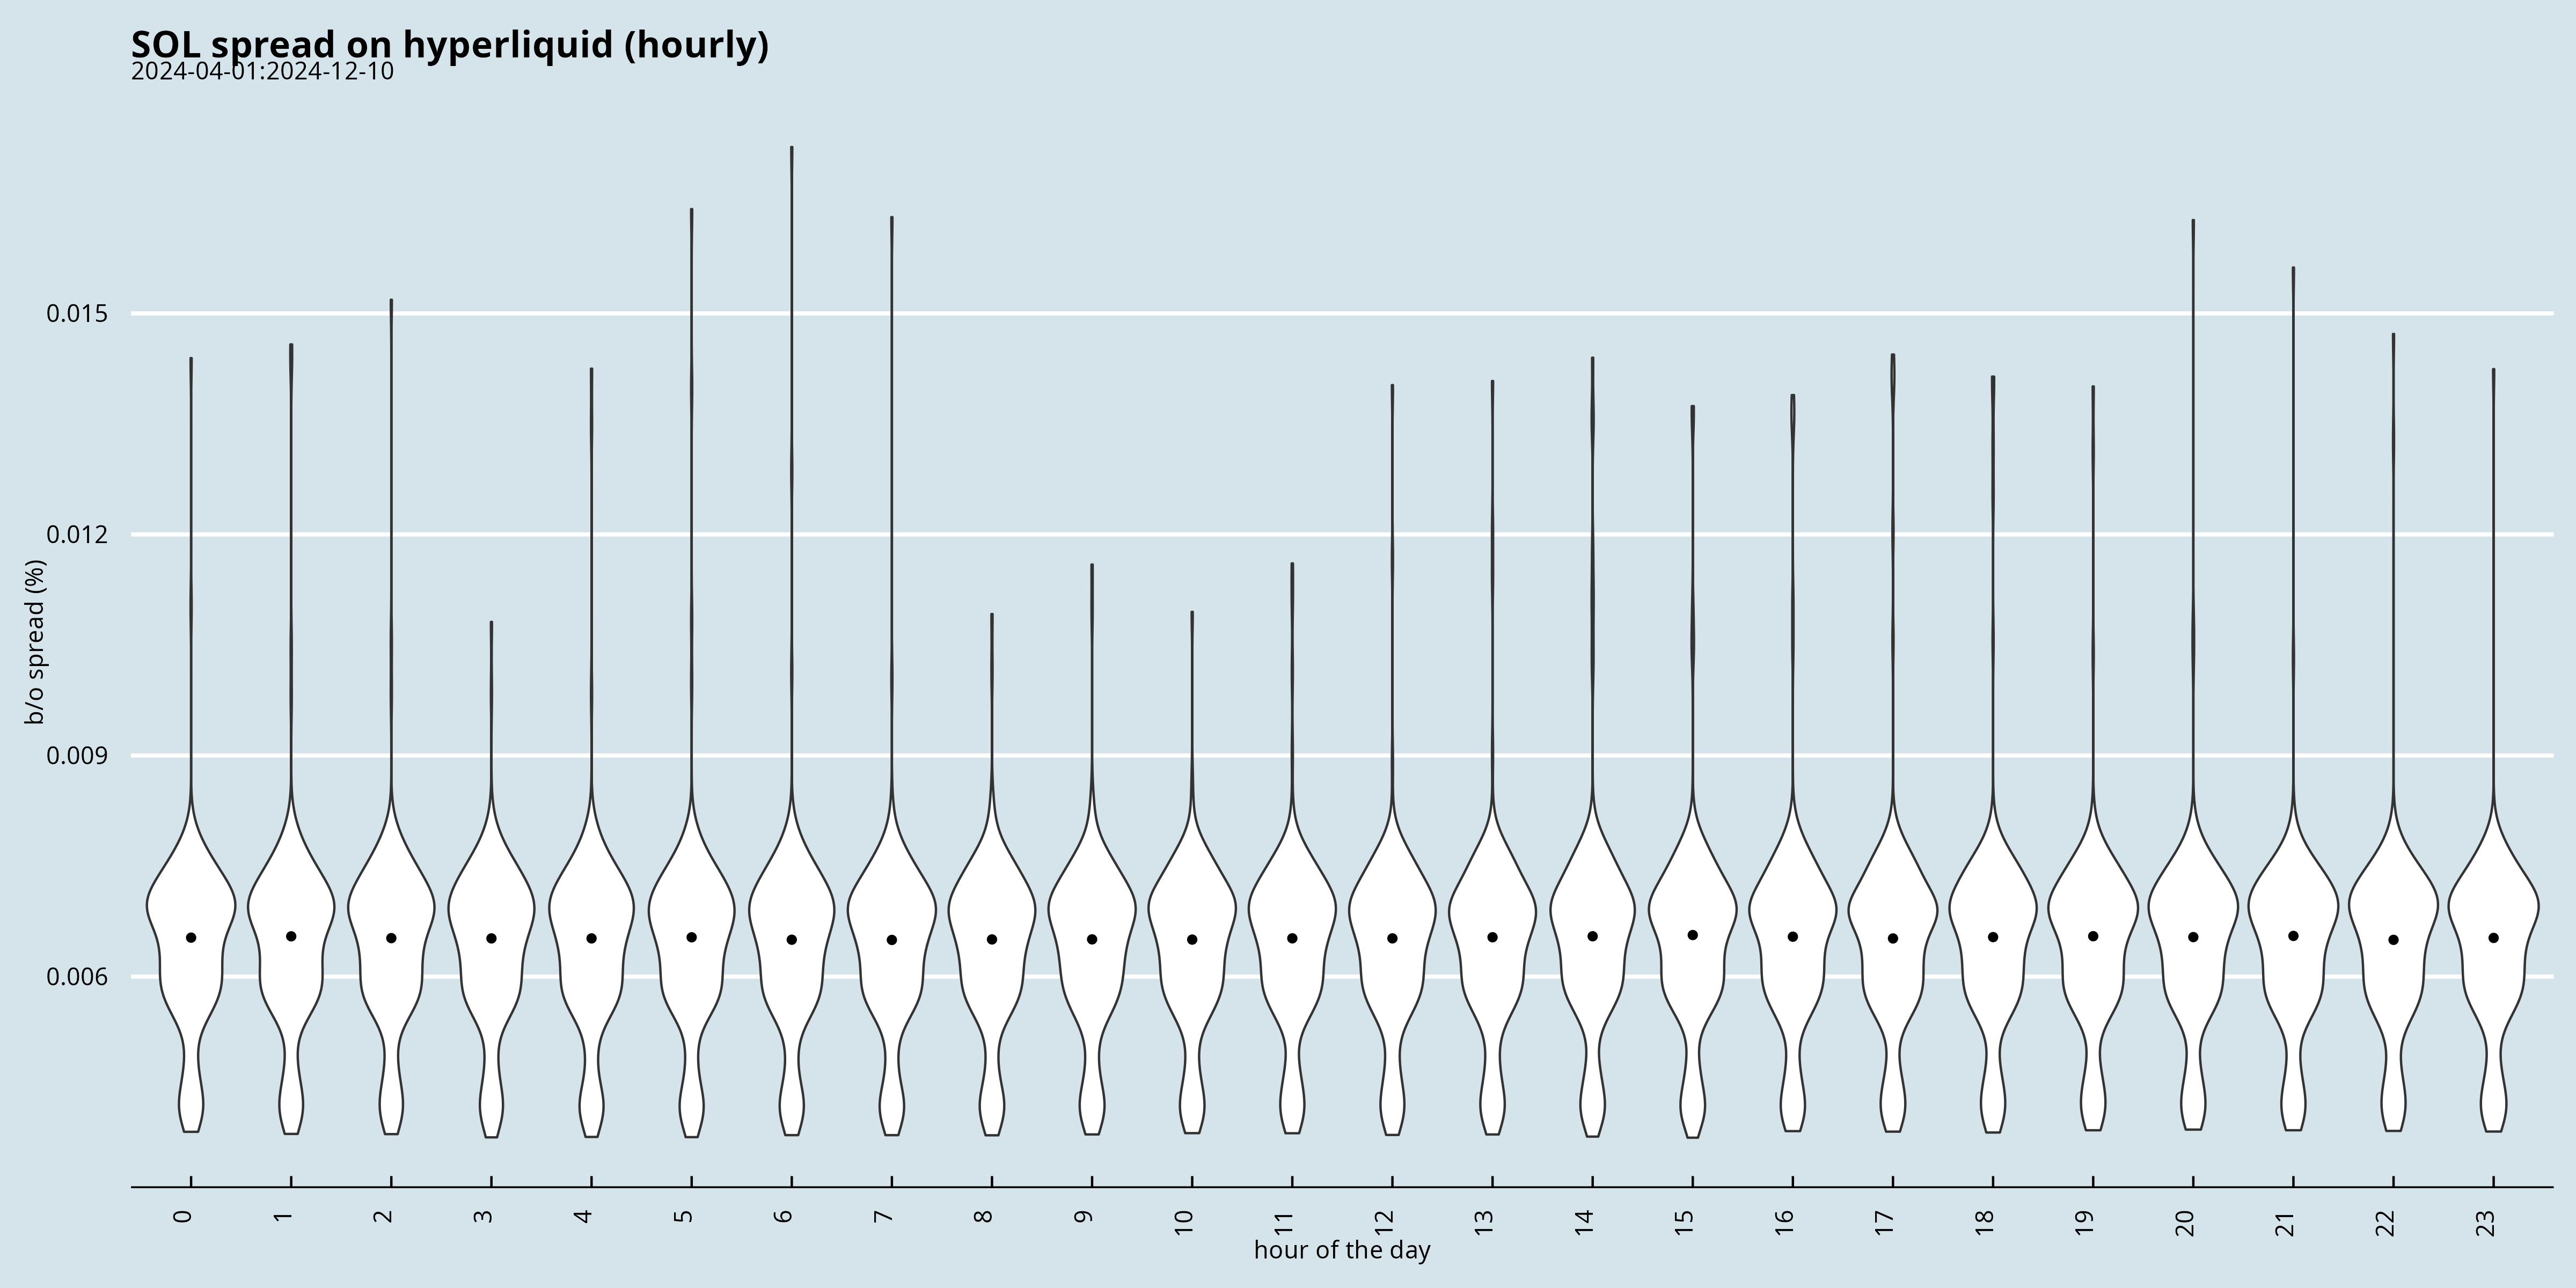 SOL spread on hyperliquid (hourly)
2024-04-01:2024-12-10
b/o spread (%)
0.015
0.012
0.009
0.006
0 1 2 3 4 5 6 7 8 9 10 11 12 13 14 15 16 17 18 19 20 21 22 23
hour of the day